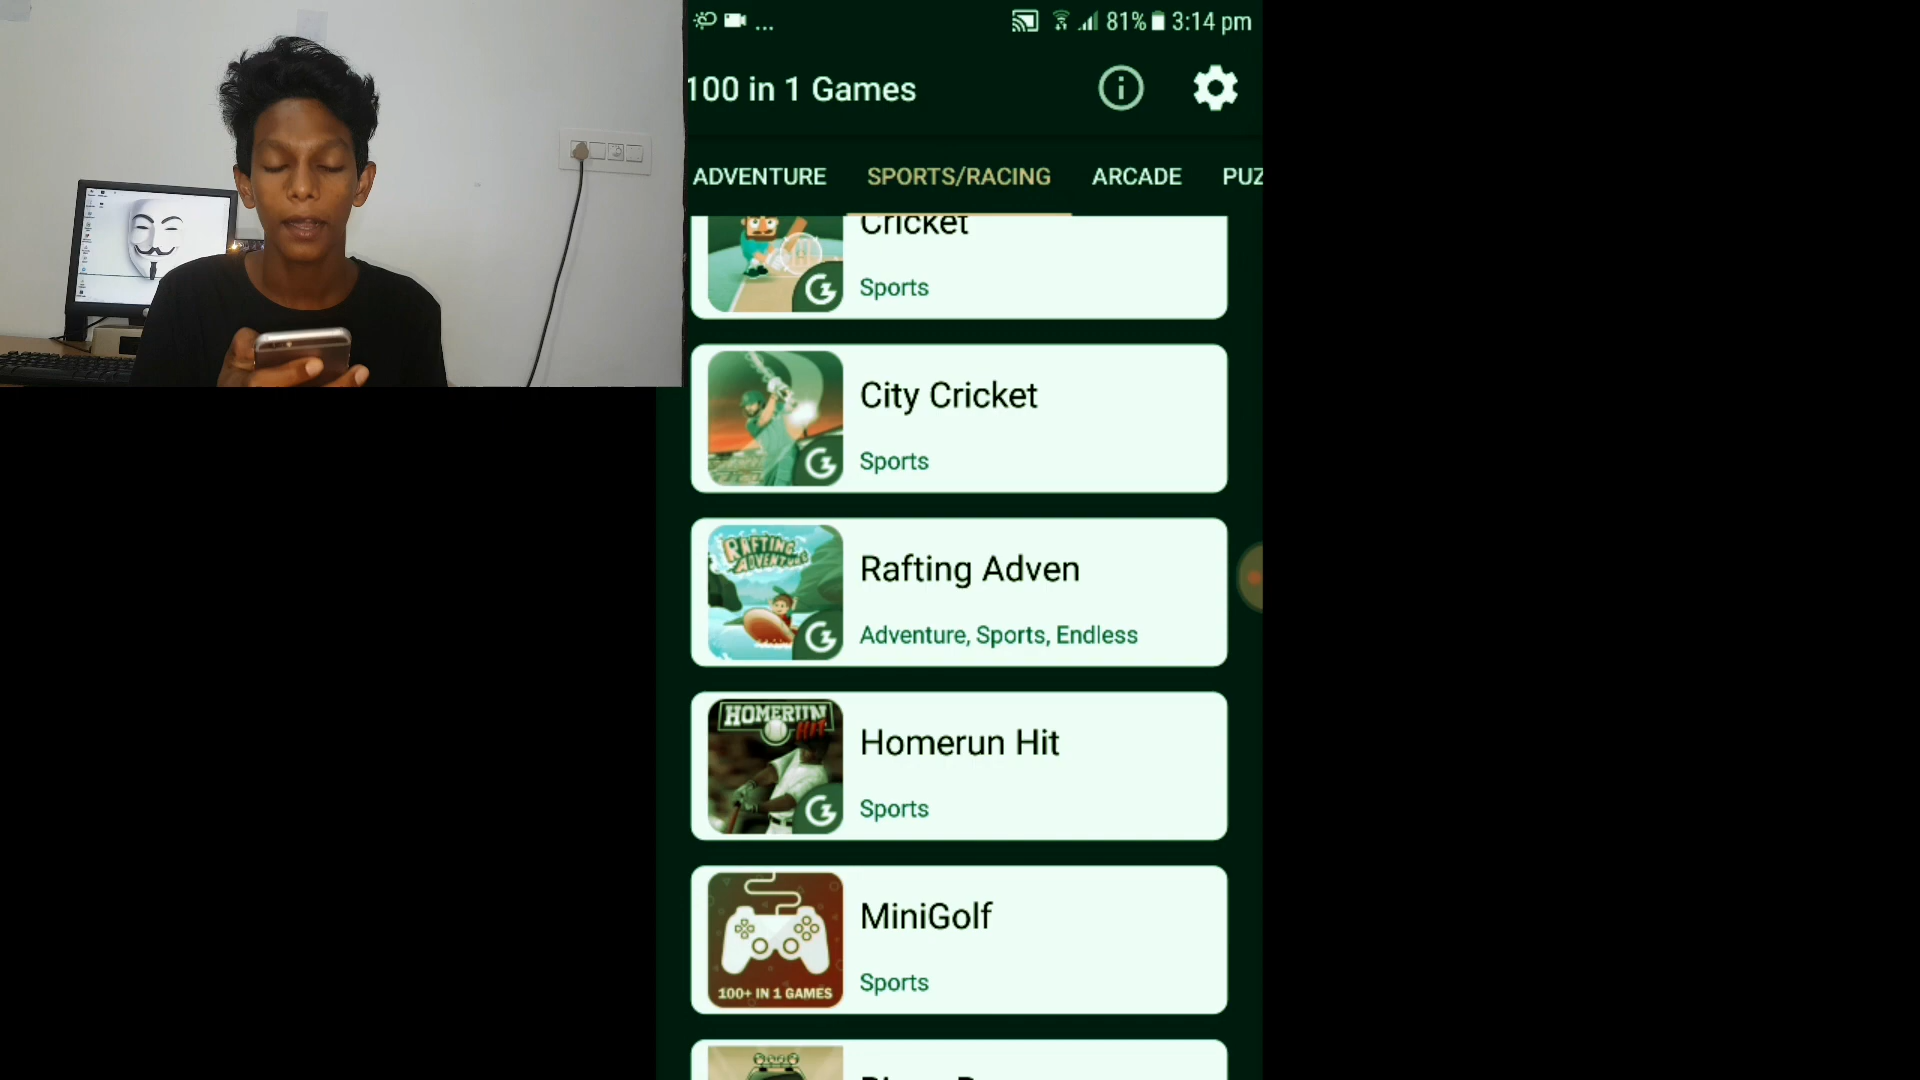 ... 81% 3:14 pm
100 in 1 Games
ADVENTURE SPORTS/RACING ARCADE PUZ
Cricket
Sports
City Cricket
Sports
RAFTING
ADVENTURE
Rafting Adven
Adventure, Sports, Endless
HOMERUN
HIT
Homerun Hit
Sports
MiniGolf
100+ IN 1 GAMES
Sports